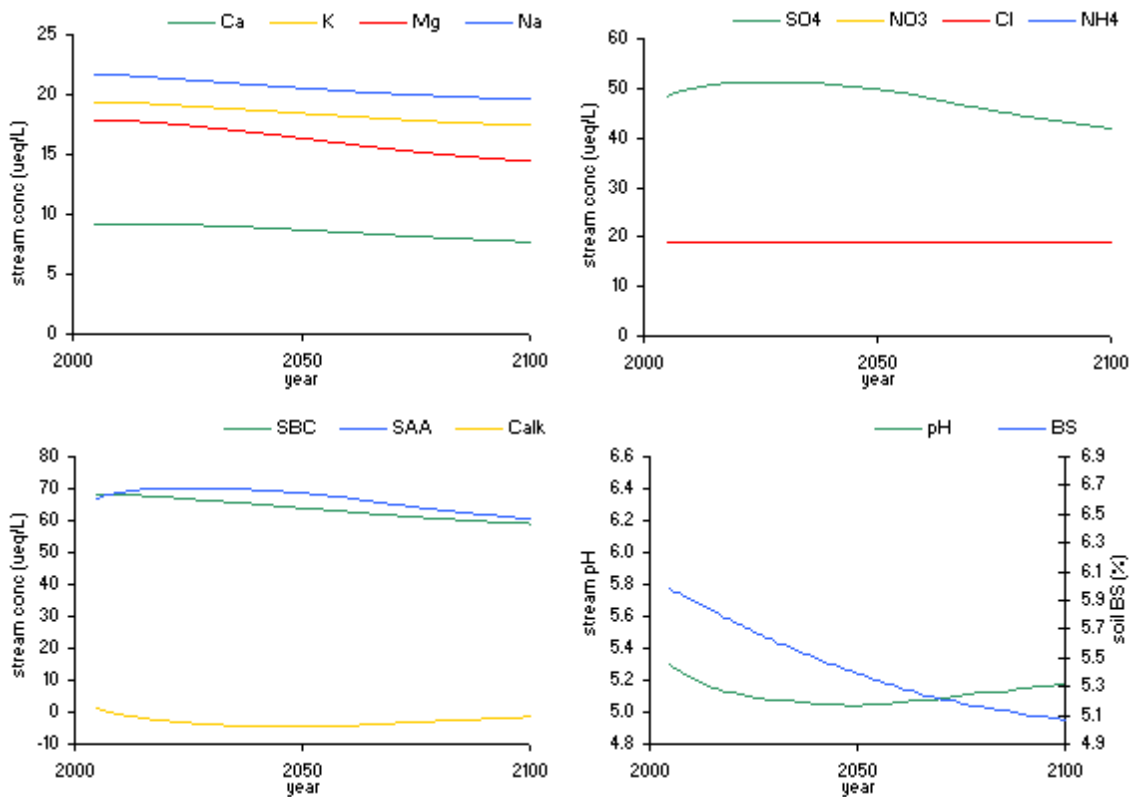 Ca K Mg Na
25
20
15
10
5
0
stream conc (ueq/L)
2000 2050 2100
year
SO4 NO3 Cl NH4
60
50
40
30
20
10
0
stream conc (ueq/L)
2000 2050 2100
year
SBC SAA Calk
80
70
60
50
40
30
20
10
0
-10
stream conc (ueq/L)
2000 2050 2100
year
pH BS
6.6
6.4
6.2
6.0
5.8
5.6
5.4
5.2
5.0
4.8
stream pH
6.9
6.7
6.5
6.3
6.1
5.9
5.7
5.5
5.3
5.1
4.9
soil BS (%)
2000 2050 2100
year